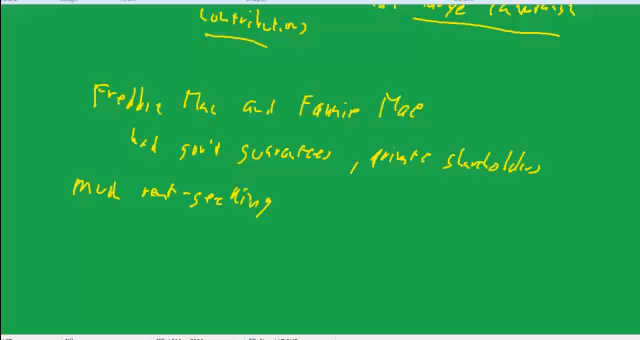 contributions
Freddie Mac and Fannie Mae
had gov't guarantees, private shareholders
much rent-seeking